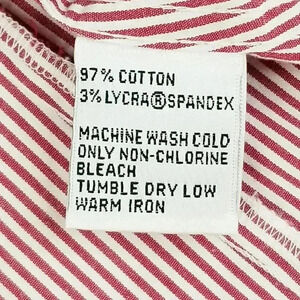 97% COTTON
3% LYCRA®SPANDEX
MACHINE WASH COLD
ONLY NON-CHLORINE
BLEACH
TUMBLE DRY LOW
WARM IRON